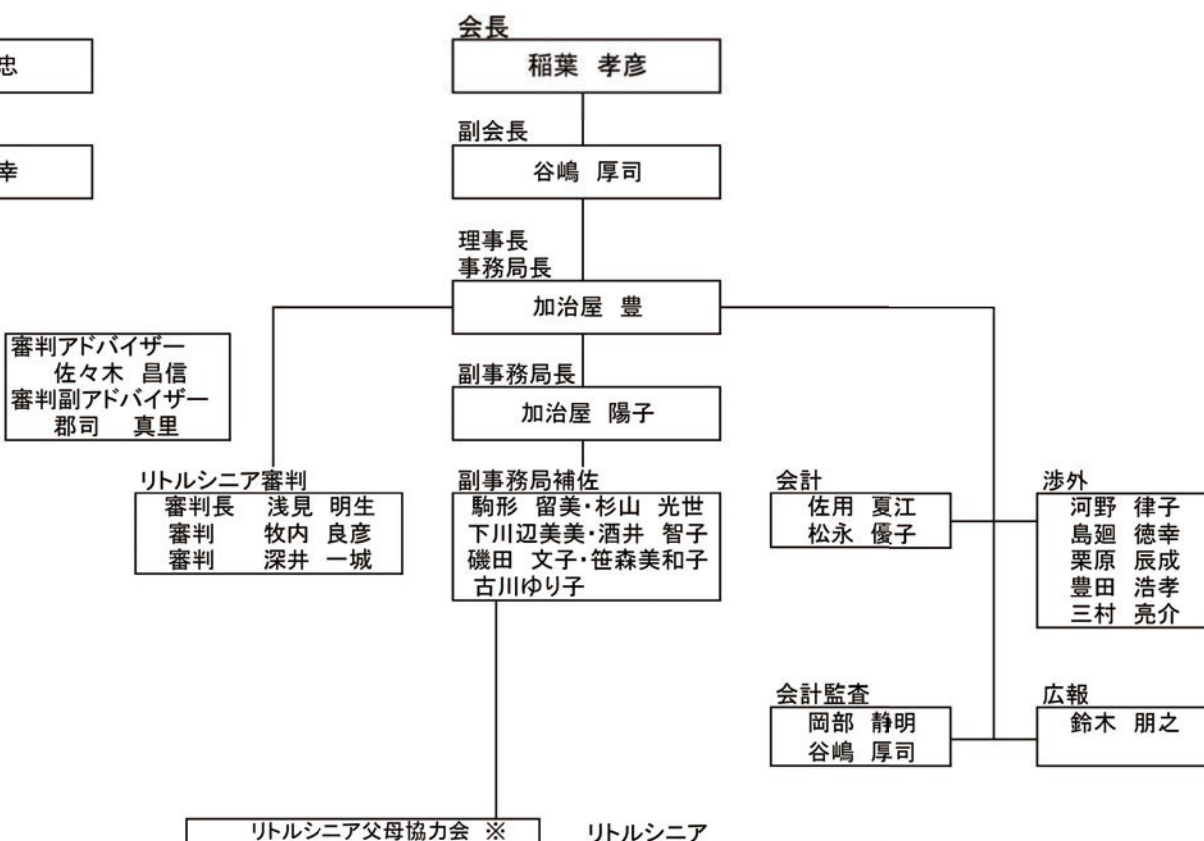 会長
忠
稲葉 孝彦
副会長
幸
谷嶋 厚司
理事長
事務局長
加治屋 豊
審判アドバイザー
佐々木 昌信
審判副アドバイザー
郡司 真里
副事務局長
加治屋 陽子
リトルシニア審判
審判長 浅見 明生
審判 牧内 良彦
審判 深井 一城
副事務局補佐
駒形 留美・杉山 光世
下川辺美美・酒井 智子
磯田 文子・笹森美和子
古川ゆり子
会計
佐用 夏江
松永 優子
渉外
河野 律子
島廻 徳幸
栗原 辰成
豊田 浩孝
三村 亮介
会計監査
岡部 静明
谷嶋 厚司
広報
鈴木 朋之
リトルシニア父母協力会 ※
リトルシニア